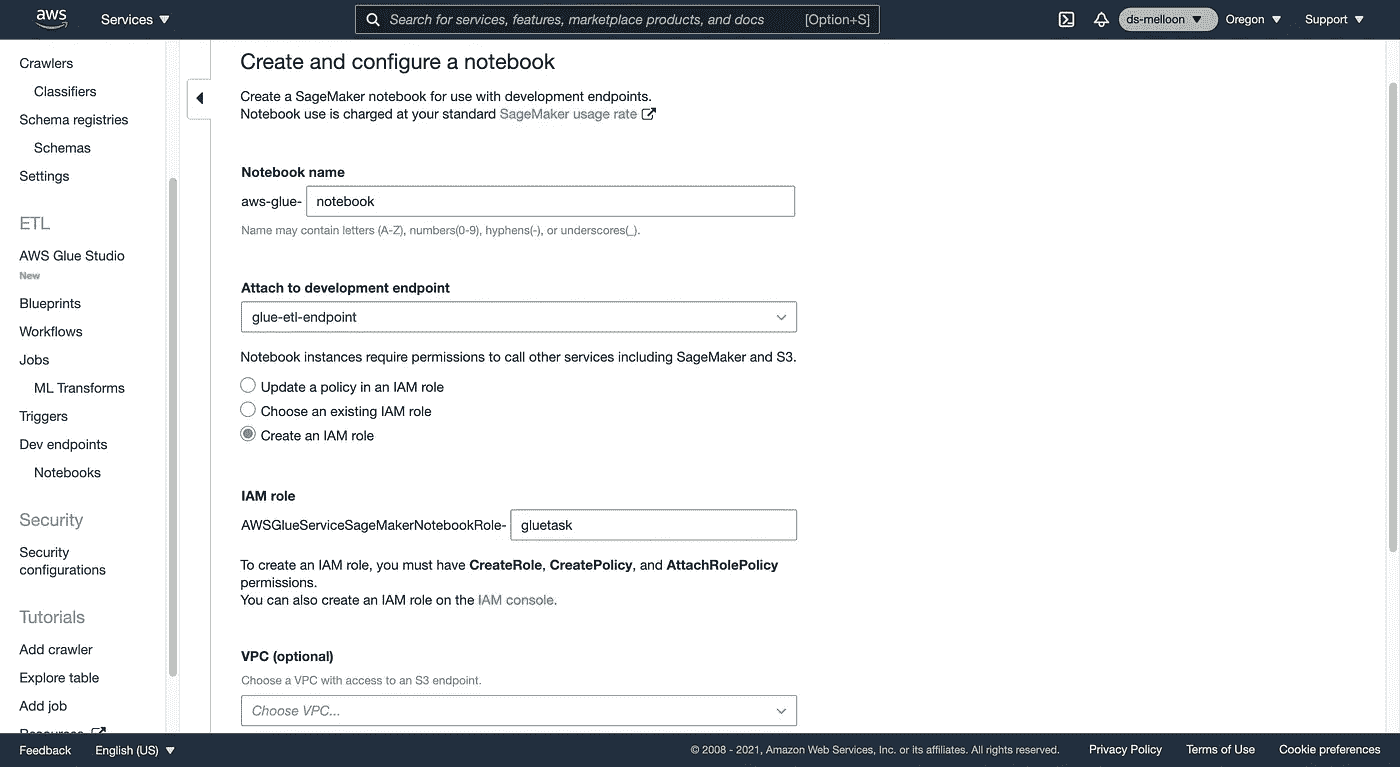 aws
Services
Search for services, features, marketplace products, and docs [Option+S]
ds-melloon
Oregon
Support
Crawlers
Classifiers
Schema registries
Schemas
Settings
ETL
AWS Glue Studio
New
Blueprints
Workflows
Jobs
ML Transforms
Triggers
Dev endpoints
Notebooks
Security
Security
configurations
Tutorials
Add crawler
Explore table
Add job
Resources
Create and configure a notebook
Create a SageMaker notebook for use with development endpoints.
Notebook use is charged at your standard SageMaker usage rate
Notebook name
aws-glue- notebook
Name may contain letters (A-Z), numbers(0-9), hyphens(-), or underscores(_).
Attach to development endpoint
glue-etl-endpoint
Notebook instances require permissions to call other services including SageMaker and S3.
Update a policy in an IAM role
Choose an existing IAM role
Create an IAM role
IAM role
AWSGlueServiceSageMakerNotebookRole- gluetask
To create an IAM role, you must have CreateRole, CreatePolicy, and AttachRolePolicy
permissions.
You can also create an IAM role on the IAM console.
VPC (optional)
Choose a VPC with access to an S3 endpoint.
Choose VPC...
Feedback
English (US)
© 2008 - 2021, Amazon Web Services, Inc. or its affiliates. All rights reserved.
Privacy Policy
Terms of Use
Cookie preferences